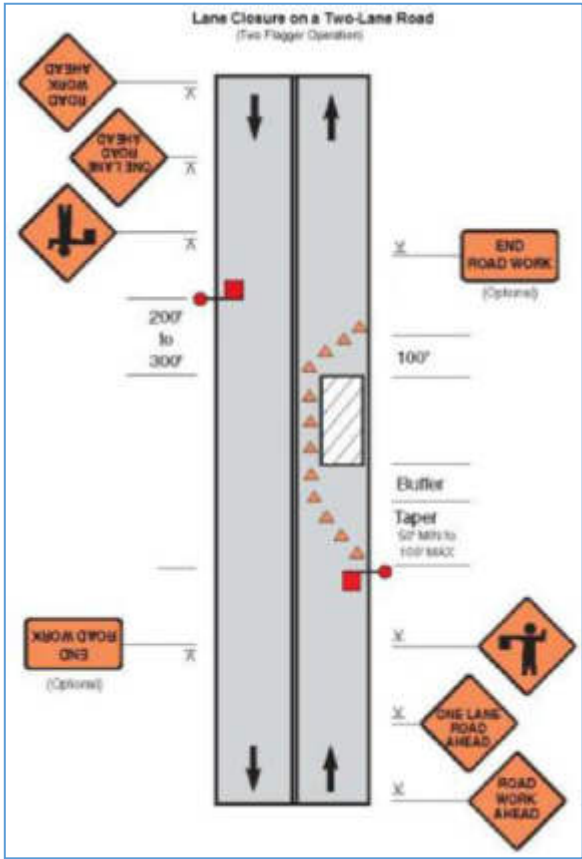 Lane Closure on a Two-Lane Road
(Two Flagger Operation)
ROAD
WORK
AHEAD
ONE LANE
ROAD
AHEAD
END
ROAD WORK
(Optional)
200'
to
300'
100'
Buffer
Taper
50' MIN to
100' MAX
END
ROAD WORK
(Optional)
ONE LANE
ROAD
AHEAD
ROAD
WORK
AHEAD